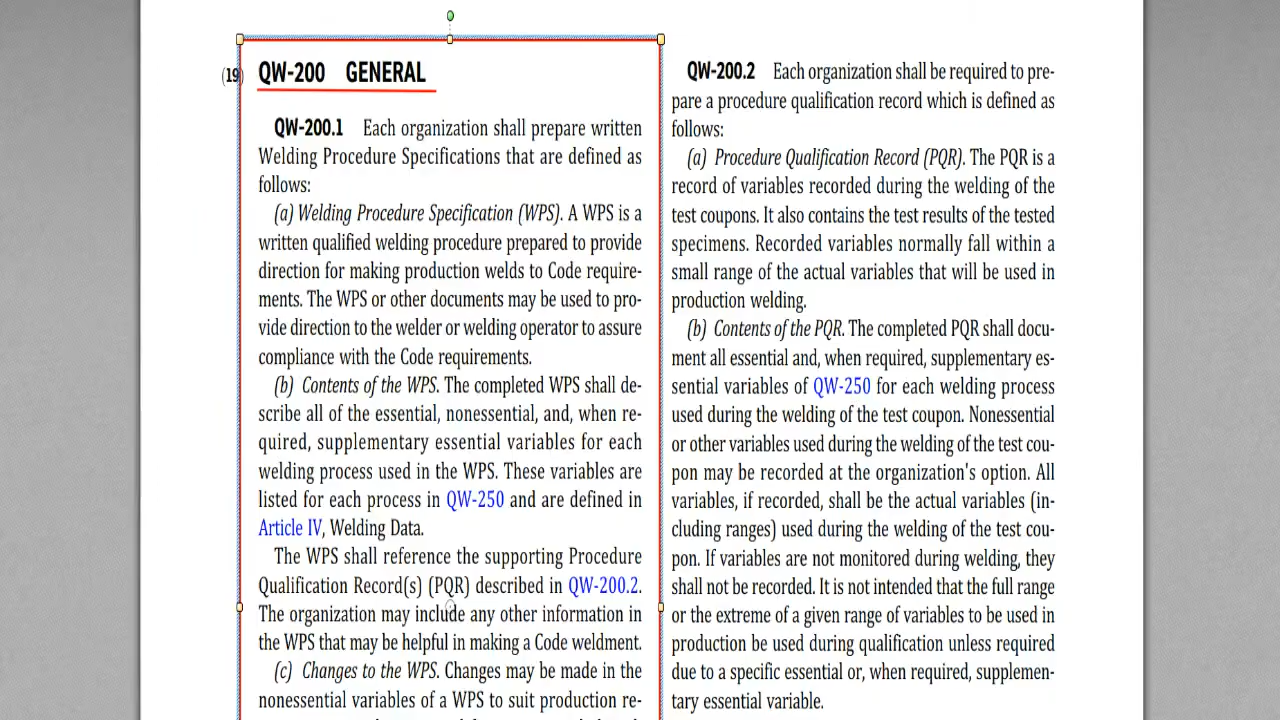 (19) QW-200 GENERAL
QW-200.1 Each organization shall prepare written
Welding Procedure Specifications that are defined as
follows:
(a) Welding Procedure Specification (WPS). A WPS is a
written qualified welding procedure prepared to provide
direction for making production welds to Code require-
ments. The WPS or other documents may be used to pro-
vide direction to the welder or welding operator to assure
compliance with the Code requirements.
(b) Contents of the WPS. The completed WPS shall de-
scribe all of the essential, nonessential, and, when re-
quired, supplementary essential variables for each
welding process used in the WPS. These variables are
listed for each process in QW-250 and are defined in
Article IV, Welding Data.
The WPS shall reference the supporting Procedure
Qualification Record(s) (PQR) described in QW-200.2.
The organization may include any other information in
the WPS that may be helpful in making a Code weldment.
(c) Changes to the WPS. Changes may be made in the
nonessential variables of a WPS to suit production re-
QW-200.2 Each organization shall be required to pre-
pare a procedure qualification record which is defined as
follows:
(a) Procedure Qualification Record (PQR). The PQR is a
record of variables recorded during the welding of the
test coupons. It also contains the test results of the tested
specimens. Recorded variables normally fall within a
small range of the actual variables that will be used in
production welding.
(b) Contents of the PQR. The completed PQR shall docu-
ment all essential and, when required, supplementary es-
sential variables of QW-250 for each welding process
used during the welding of the test coupon. Nonessential
or other variables used during the welding of the test cou-
pon may be recorded at the organization's option. All
variables, if recorded, shall be the actual variables (in-
cluding ranges) used during the welding of the test cou-
pon. If variables are not monitored during welding, they
shall not be recorded. It is not intended that the full range
or the extreme of a given range of variables to be used in
production be used during qualification unless required
due to a specific essential or, when required, supplemen-
tary essential variable.